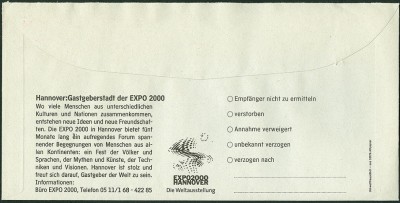 Hannover:Gastgeberstadt der EXPO 2000
Wo viele Menschen aus unterschiedlichen
Kulturen und Nationen zusammenkommen,
entstehen neue Ideen und neue Freundschaf-
ten. Die EXPO 2000 in Hannover bietet fünf
Monate lang ein aufregendes Forum span-
nender Begegnungen von Menschen aus al-
len Kontinenten: ein Fest der Völker und
Sprachen, der Mythen und Künste, der Tech-
niken und Visionen. Hannover ist stolz und
freut sich darauf, Gastgeber der Welt zu sein.
Informationen:
Büro EXPO 2000, Telefon 05 11/1 68 - 422 85
EXPO2000
HANNOVER
Die Weltausstellung
Empfänger nicht zu ermitteln
verstorben
Annahme verweigert
unbekannt verzogen
verzogen nach